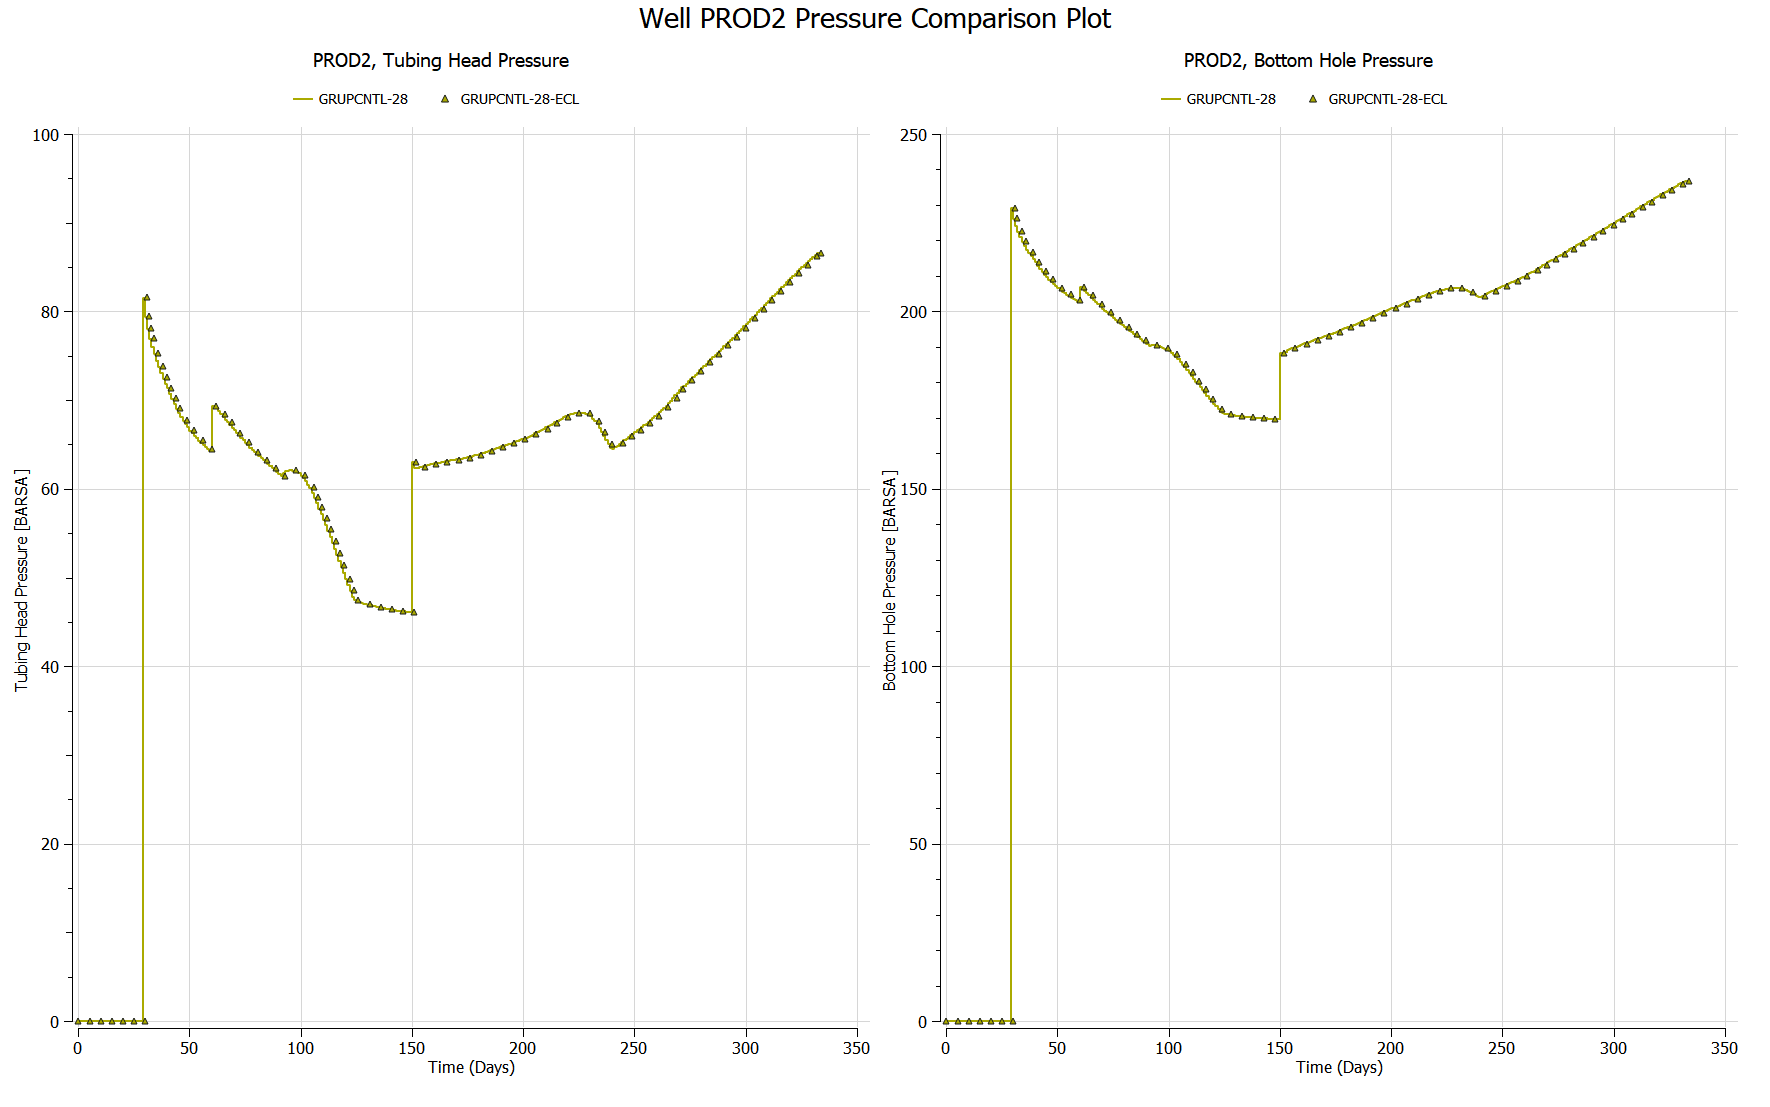 Well PROD2 Pressure Comparison Plot
PROD2, Tubing Head Pressure
GRUPCNTL-28 GRUPCNTL-28-ECL
100
80
60
40
20
0
Tubing Head Pressure [BARSA]
0 50 100 150 200 250 300 350
Time (Days)
PROD2, Bottom Hole Pressure
GRUPCNTL-28 GRUPCNTL-28-ECL
250
200
150
100
50
0
Bottom Hole Pressure [BARSA]
0 50 100 150 200 250 300 350
Time (Days)